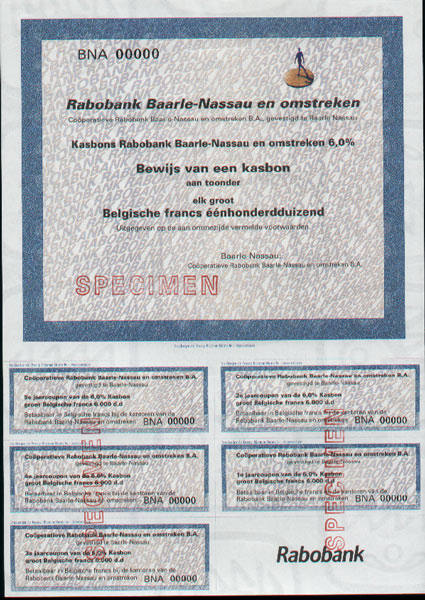 BNA 00000
Rabobank Baarle-Nassau en omstreken
Coöperatieve Rabobank Baarle-Nassau en omstreken B.A., gevestigd te Baarle-Nassau
Kasbons Rabobank Baarle-Nassau en omstreken 6,0%
Bewijs van een kasbon
aan toonder
elk groot
Belgische francs éénhonderdduizend
Uitgegeven op de aan ommezijde vermelde voorwaarden.
Baarle-Nassau,
Coöperatieve Rabobank Baarle-Nassau en omstreken B.A.
SPECIMEN
Coöperatieve Rabobank Baarle-Nassau en omstreken B.A.
gevestigd te Baarle-Nassau
5e jaarcoupon van de 6,0% Kasbon
groot Belgische francs 6.000 d.d
Betaalbaar in Belgische francs bij de kantoren van de
Rabobank Baarle-Nassau en omstreken BNA 00000
Coöperatieve Rabobank Baarle-Nassau en omstreken B.A.
gevestigd te Baarle-Nassau
2e jaarcoupon van de 6,0% Kasbon
groot Belgische francs 6.000 d.d
Betaalbaar in Belgische francs bij de kantoren van de
Rabobank Baarle-Nassau en omstreken BNA 00000
Coöperatieve Rabobank Baarle-Nassau en omstreken B.A.
gevestigd te Baarle-Nassau
4e jaarcoupon van de 6,0% Kasbon
groot Belgische francs 6.000 d.d
Betaalbaar in Belgische francs bij de kantoren van de
Rabobank Baarle-Nassau en omstreken BNA 00000
Coöperatieve Rabobank Baarle-Nassau en omstreken B.A.
gevestigd te Baarle-Nassau
1e jaarcoupon van de 6,0% Kasbon
groot Belgische francs 6.000 d.d
Betaalbaar in Belgische francs bij de kantoren van de
Rabobank Baarle-Nassau en omstreken BNA 00000
Coöperatieve Rabobank Baarle-Nassau en omstreken B.A.
gevestigd te Baarle-Nassau
3e jaarcoupon van de 6,0% Kasbon
groot Belgische francs 6.000 d.d
Betaalbaar in Belgische francs bij de kantoren van de
Rabobank Baarle-Nassau en omstreken BNA 00000
SPECIMEN
SPECIMEN
Rabobank